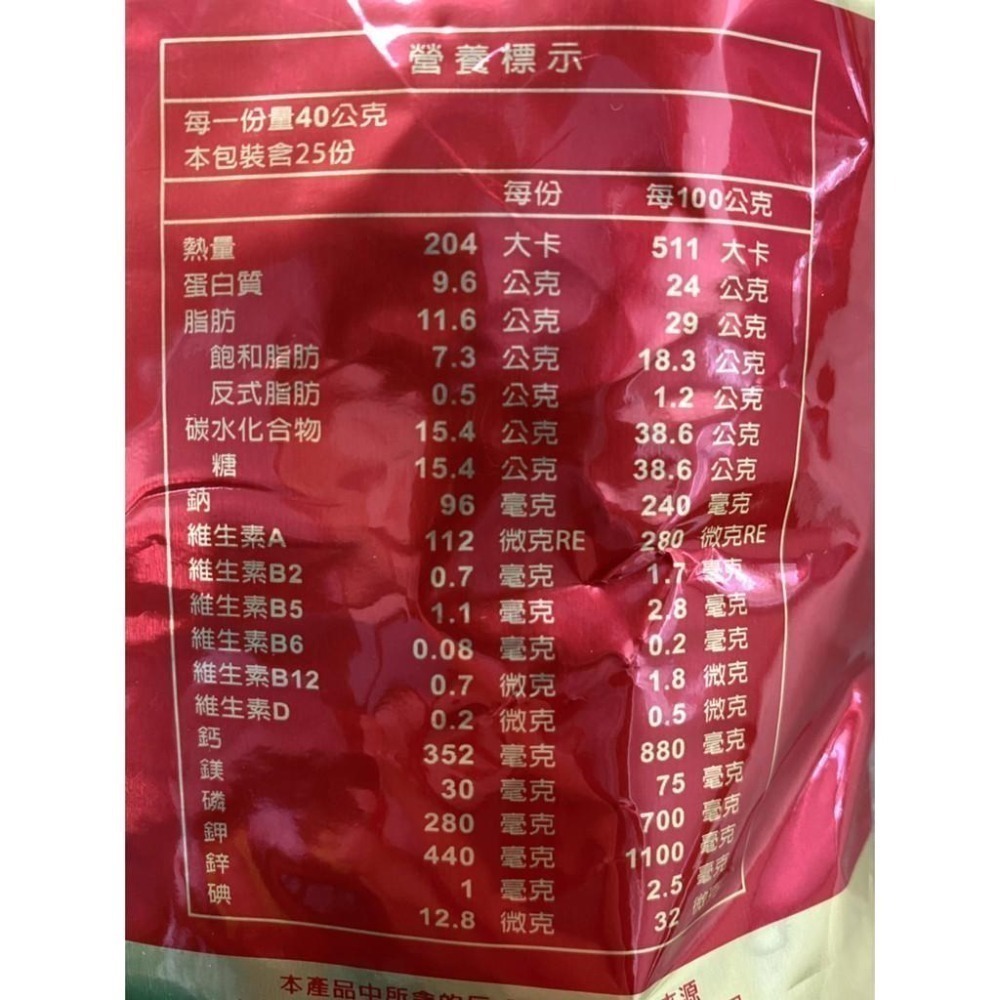 營養標示
每一份量40公克
本包裝含25份
每份 每100公克
熱量 204 大卡 511 大卡
蛋白質 9.6 公克 24 公克
脂肪 11.6 公克 29 公克
飽和脂肪 7.3 公克 18.3 公克
反式脂肪 0.5 公克 1.2 公克
碳水化合物 15.4 公克 38.6 公克
糖 15.4 公克 38.6 公克
鈉 96 毫克 240 毫克
維生素A 112 微克RE 280 微克RE
維生素B2 0.7 毫克 1.7 毫克
維生素B5 1.1 毫克 2.8 毫克
維生素B6 0.08 毫克 0.2 毫克
維生素B12 0.7 微克 1.8 微克
維生素D 0.2 微克 0.5 微克
鈣 352 毫克 880 毫克
鎂 30 毫克 75 毫克
磷 280 毫克 700 毫克
鉀 440 毫克 1100 毫克
鋅 1 毫克 2.5 毫克
碘 12.8 微克 32
本產品中所含的 來源